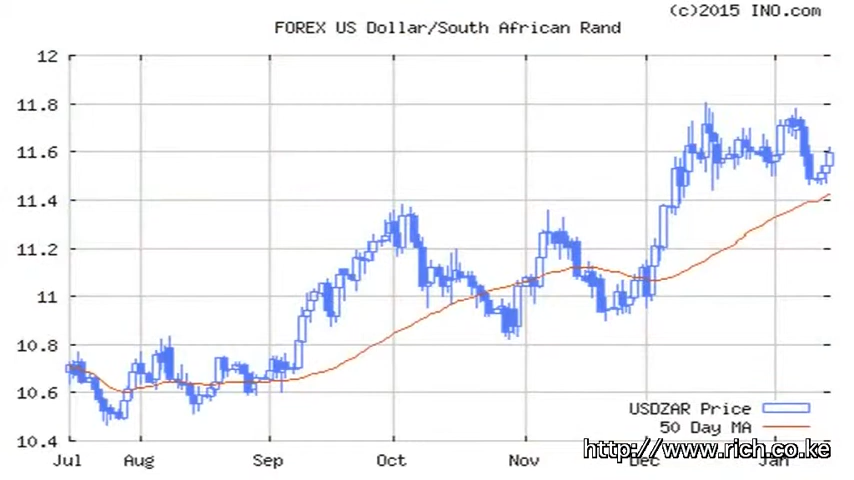 (c)2015 INO.com
FOREX US Dollar/South African Rand
12
11.8
11.6
11.4
11.2
11
10.8
10.6
10.4
USDZAR Price
50 Day MA
http://www.rich.co.ke
Jul Aug Sep Oct Nov Dec Jan